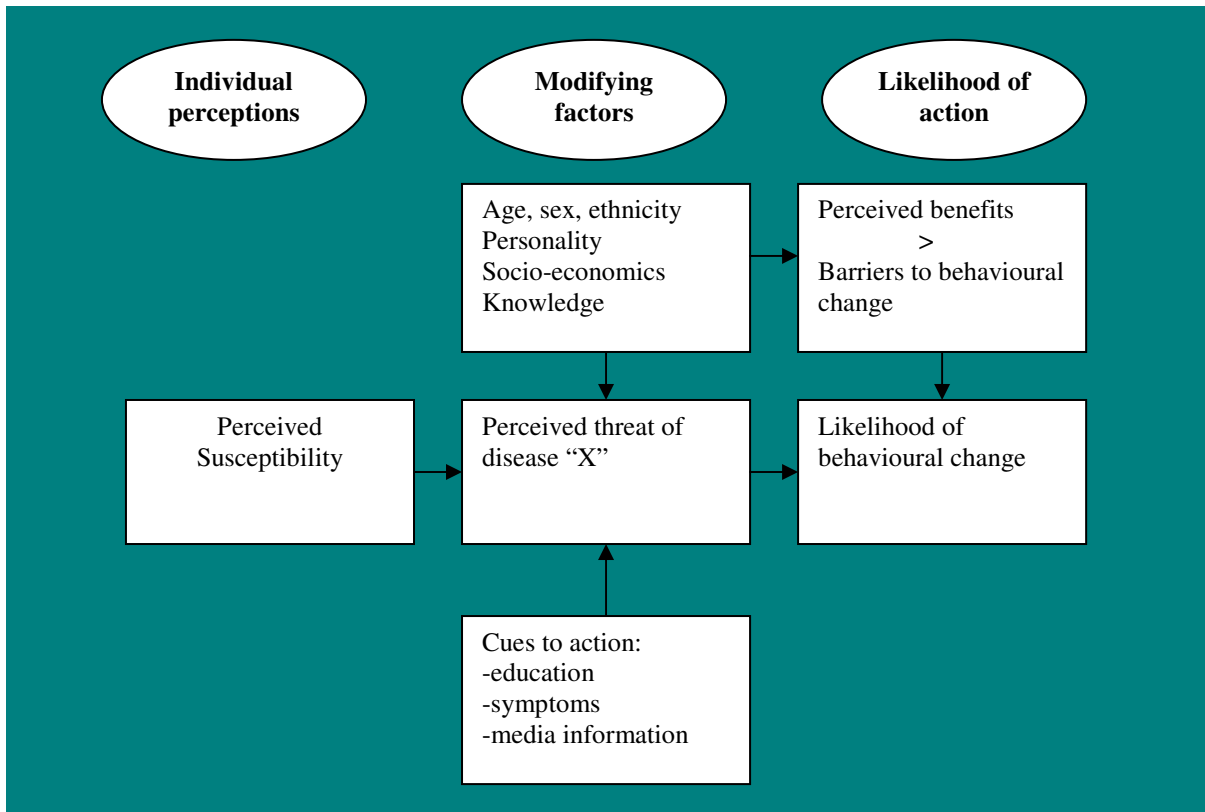 Individual
perceptions
Modifying
factors
Likelihood of
action
Age, sex, ethnicity
Personality
Socio-economics
Knowledge
Perceived benefits
>
Barriers to behavioural
change
Perceived
Susceptibility
Perceived threat of
disease “X”
Likelihood of
behavioural change
Cues to action:
-education
-symptoms
-media information